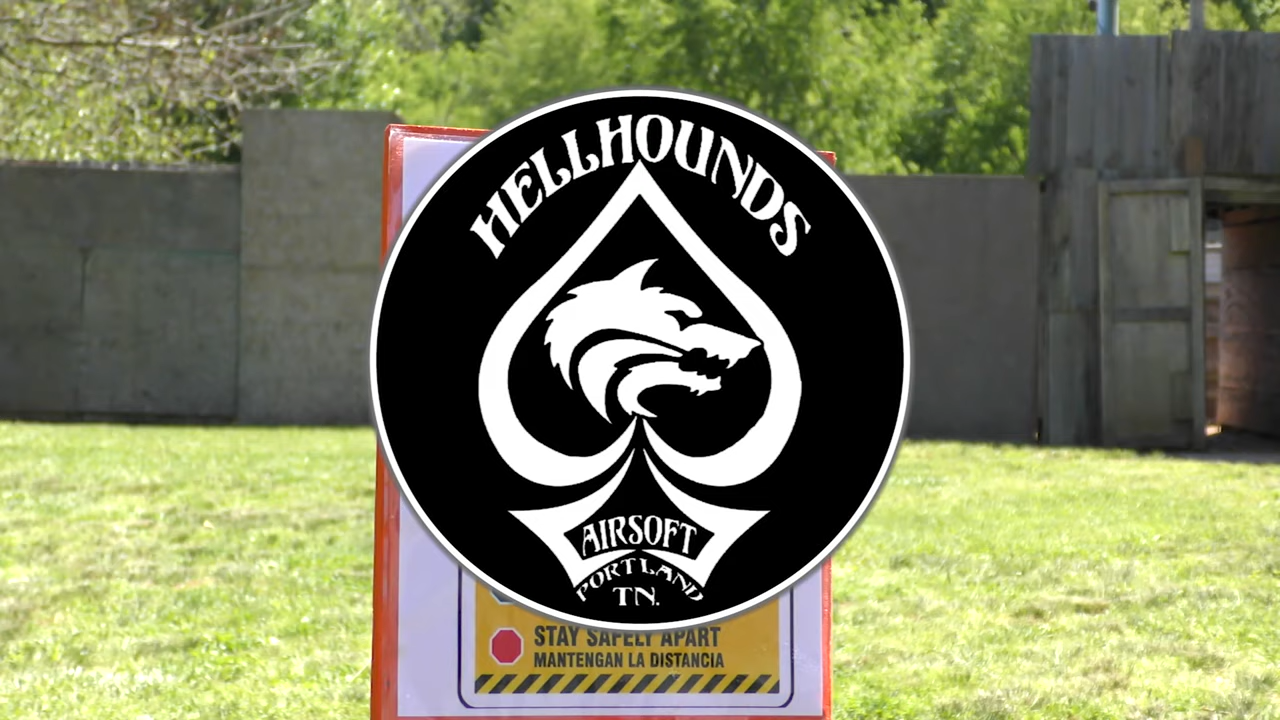 HELLHOUNDS
AIRSOFT
PORTLAND
TN.
STAY SAFELY APART
MANTENGAN LA DISTANCIA